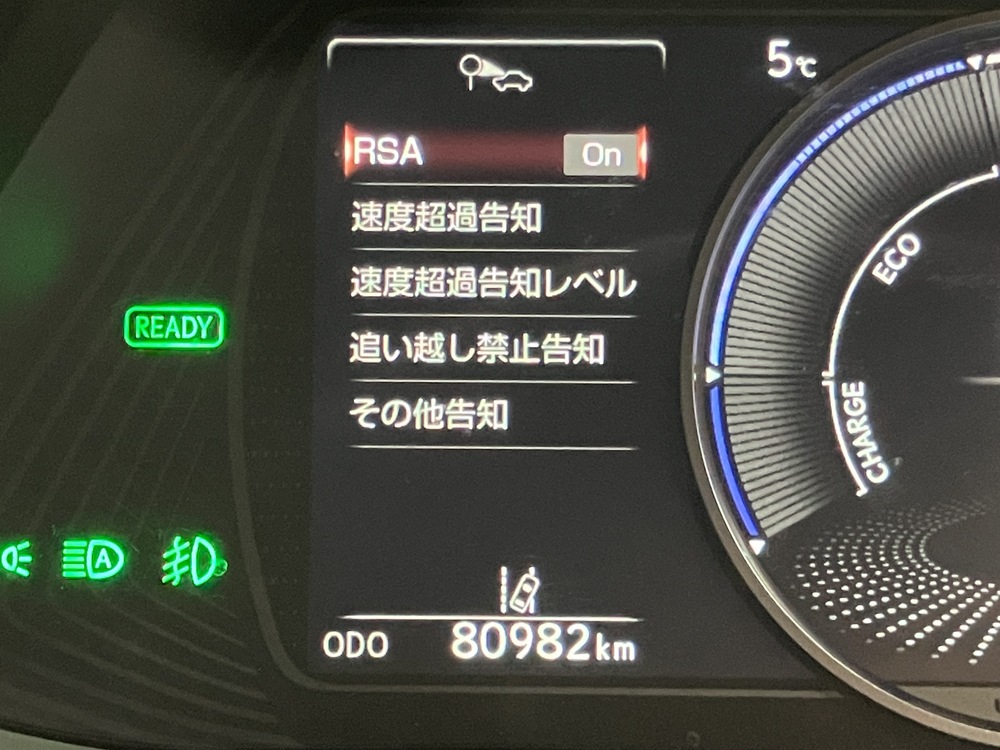 5℃
RSA On
速度超過告知
速度超過告知レベル
追い越し禁止告知
その他告知
READY
ECO
CHARGE
A
ODO 80982km